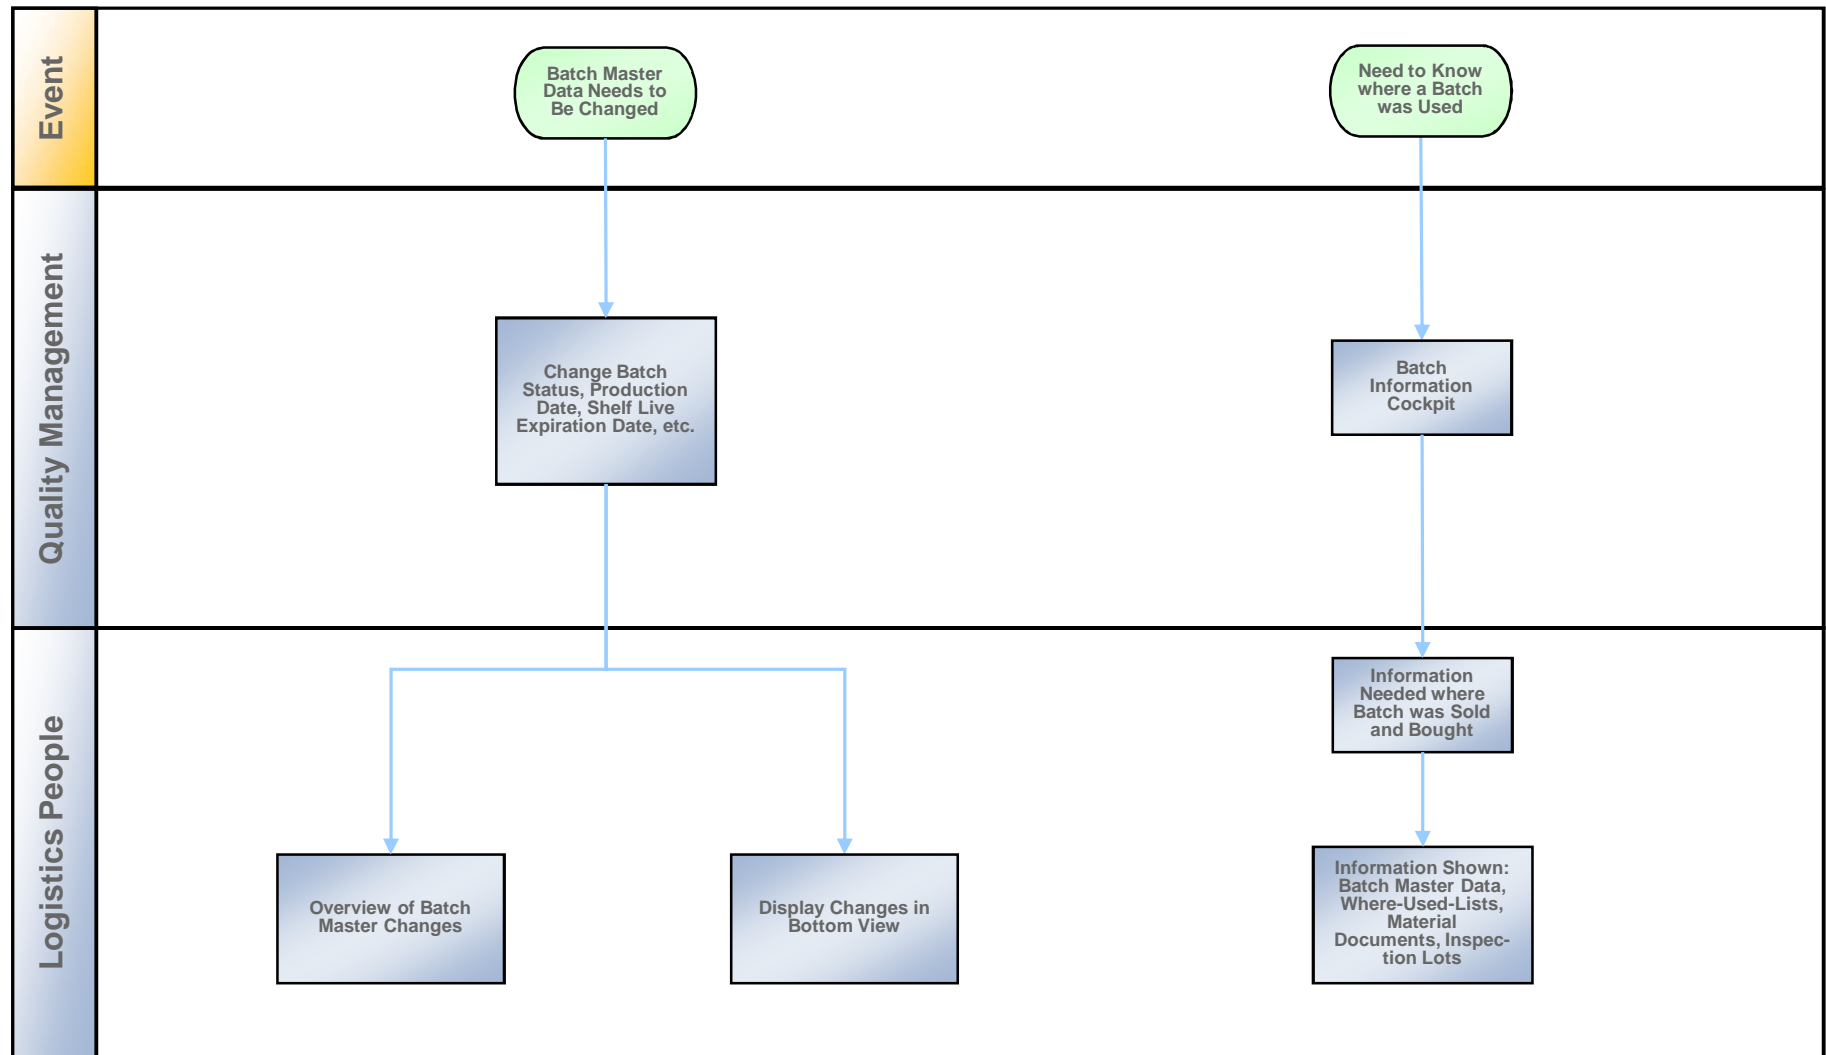 Event
Batch Master
Data Needs to
Be Changed
Need to Know
where a Batch
was Used
Quality Management
Change Batch
Status, Production
Date, Shelf Live
Expiration Date, etc.
Batch
Information
Cockpit
Logistics People
Information
Needed where
Batch was Sold
and Bought
Overview of Batch
Master Changes
Display Changes in
Bottom View
Information Shown:
Batch Master Data,
Where-Used-Lists,
Material
Documents, Inspec-
tion Lots